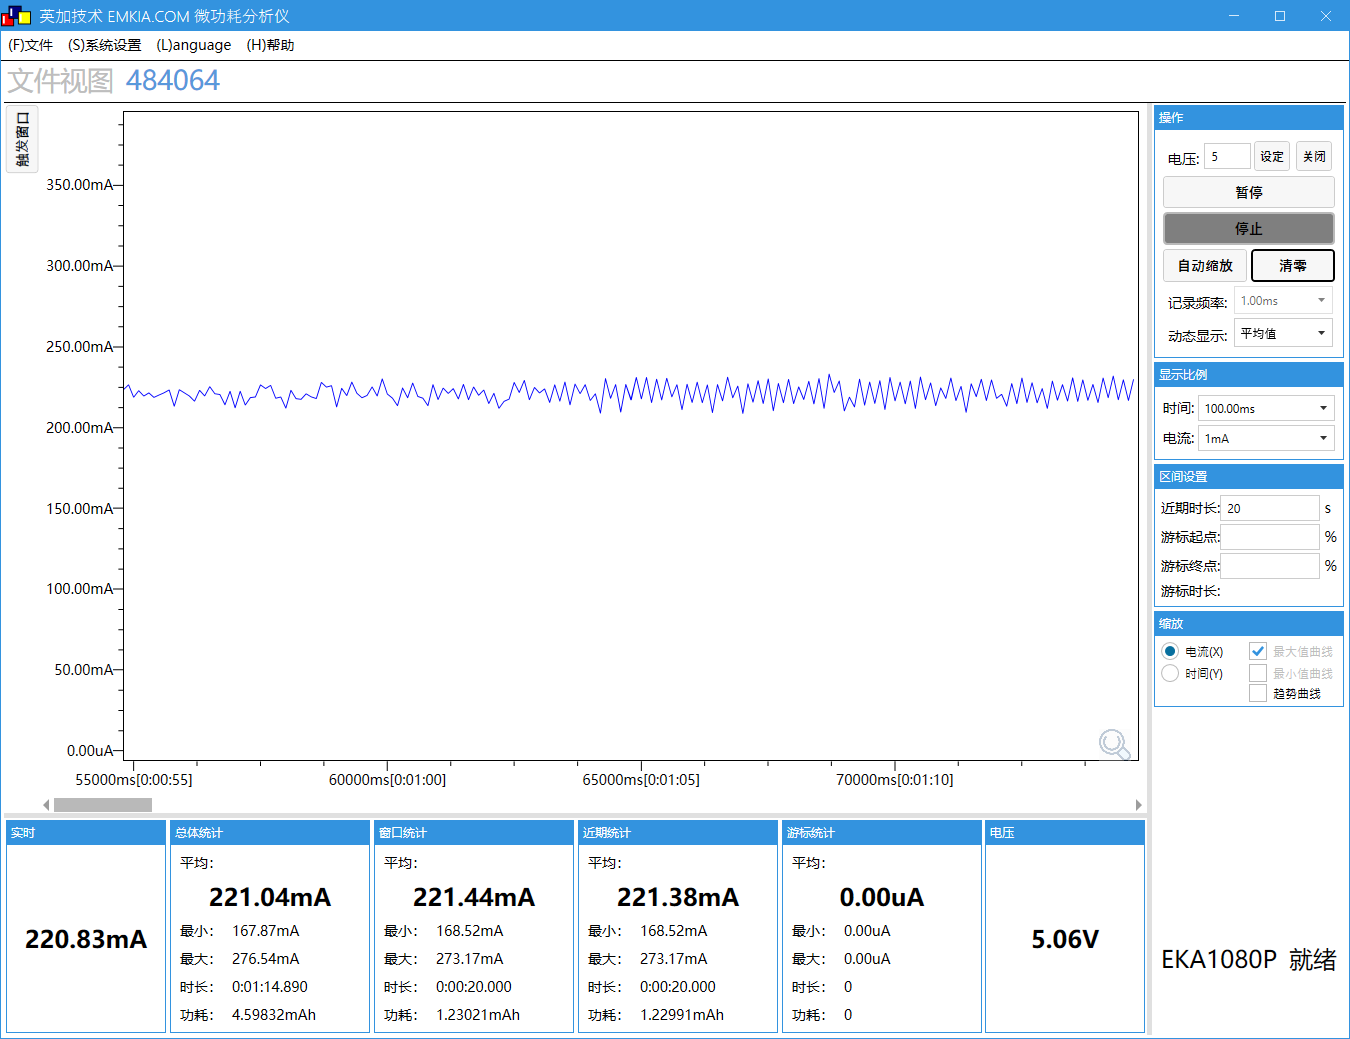 英加技术 EMKIA.COM 微功耗分析仪
(F)文件 (S)系统设置 (L)anguage (H)帮助
文件视图 484064
触发窗口
350.00mA
300.00mA
250.00mA
200.00mA
150.00mA
100.00mA
50.00mA
0.00uA
55000ms[0:00:55] 60000ms[0:01:00] 65000ms[0:01:05] 70000ms[0:01:10]
操作
电压: 5 设定 关闭
暂停
停止
自动缩放 清零
记录频率: 1.00ms
动态显示: 平均值
显示比例
时间: 100.00ms
电流: 1mA
区间设置
近期时长: 20 s
游标起点: %
游标终点: %
游标时长:
缩放
电流(X) 最大值曲线
时间(Y) 最小值曲线
趋势曲线
实时
220.83mA
总体统计
平均:
221.04mA
最小: 167.87mA
最大: 276.54mA
时长: 0:01:14.890
功耗: 4.59832mAh
窗口统计
平均:
221.44mA
最小: 168.52mA
最大: 273.17mA
时长: 0:00:20.000
功耗: 1.23021mAh
近期统计
平均:
221.38mA
最小: 168.52mA
最大: 273.17mA
时长: 0:00:20.000
功耗: 1.22991mAh
游标统计
平均:
0.00uA
最小: 0.00uA
最大: 0.00uA
时长: 0
功耗: 0
电压
5.06V
EKA1080P 就绪